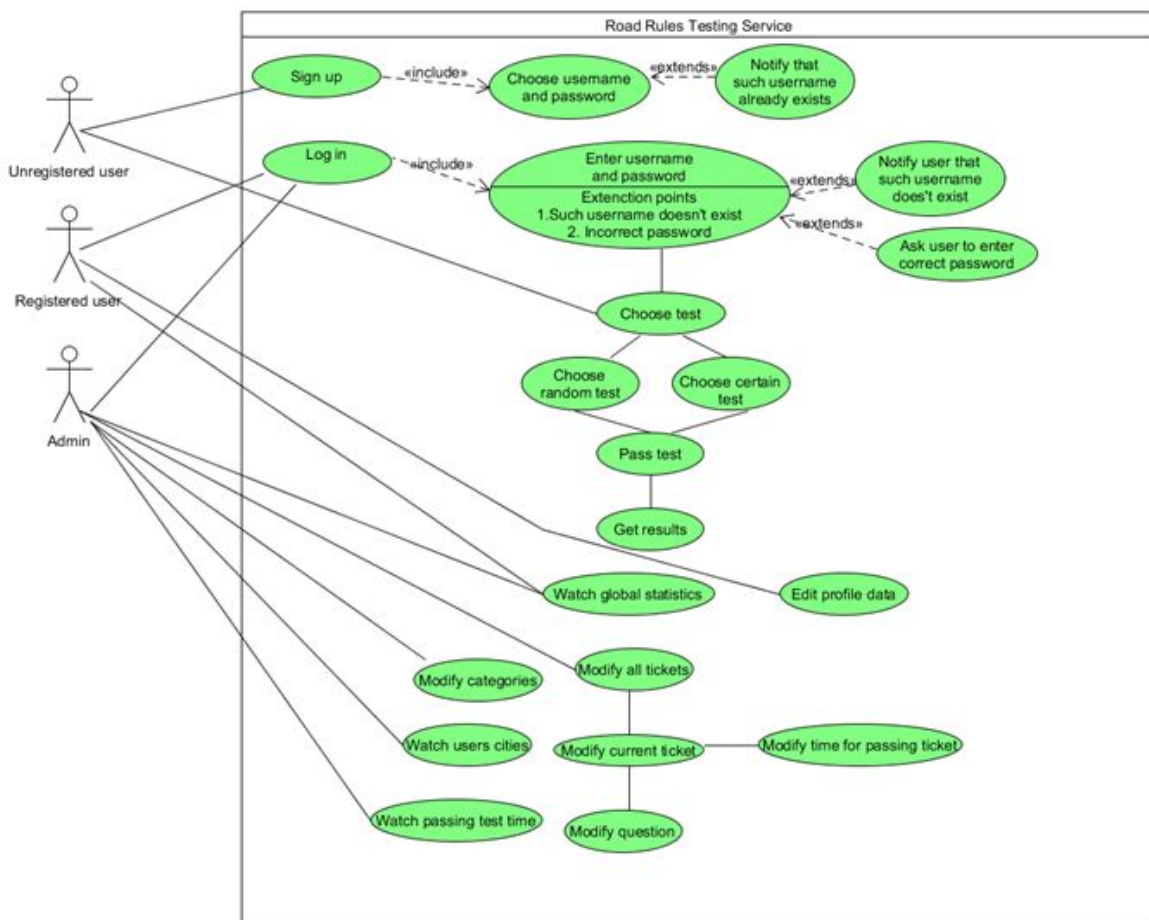 Road Rules Testing Service
Sign up
«include»
Choose username
and password
«extends»
Notify that
such username
already exists
Unregistered user
Log in
«include»
Enter username
and password
Extenction points
1.Such username doesn't exist
2. Incorrect password
«extends»
Notify user that
such username
does't exist
«extends»
Ask user to enter
correct password
Registered user
Choose test
Choose
random test
Choose certain
test
Admin
Pass test
Get results
Watch global statistics
Edit profile data
Modify categories
Modify all tickets
Watch users cities
Modify current ticket
Modify time for passing ticket
Watch passing test time
Modify question